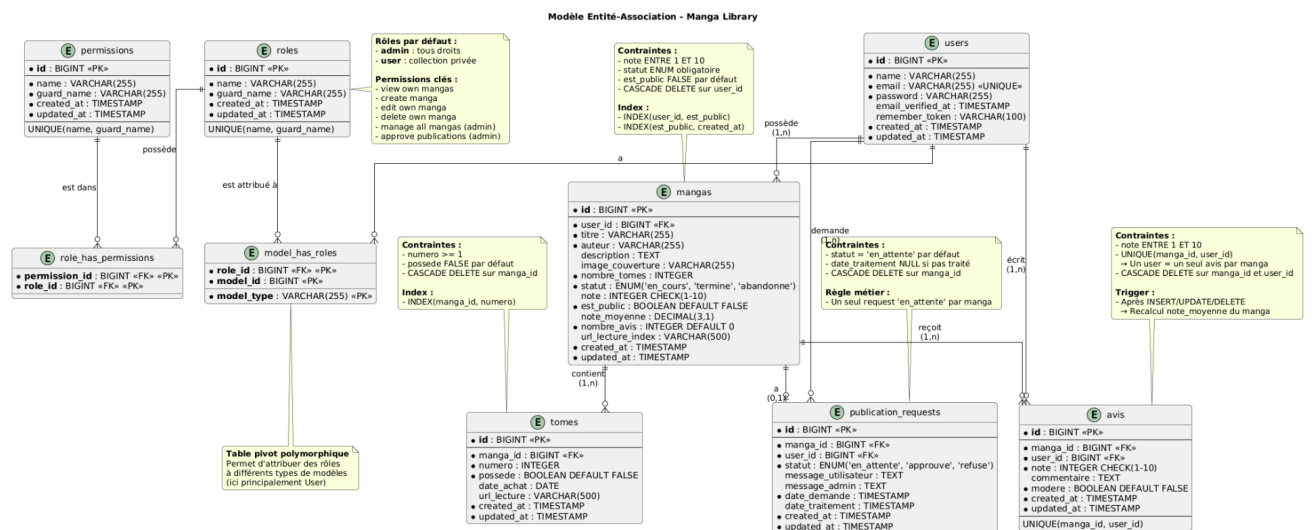 Modèle Entité-Association - Manga Library
E permissions
• id : BIGINT «PK»
• name : VARCHAR(255)
• guard_name : VARCHAR(255)
• created_at : TIMESTAMP
• updated_at : TIMESTAMP
UNIQUE(name, guard_name)
E roles
• id : BIGINT «PK»
• name : VARCHAR(255)
• guard_name : VARCHAR(255)
• created_at : TIMESTAMP
• updated_at : TIMESTAMP
UNIQUE(name, guard_name)
Rôles par défaut :
- admin : tous droits
- user : collection privée
Permissions clés :
- view own mangas
- create manga
- edit own manga
- delete own manga
- manage all mangas (admin)
- approve publications (admin)
Contraintes :
- note ENTRE 1 ET 10
- statut ENUM obligatoire
- est_public FALSE par défaut
- CASCADE DELETE sur user_id
Index :
- INDEX(user_id, est_public)
- INDEX(est_public, created_at)
E users
• id : BIGINT «PK»
• name : VARCHAR(255)
• email : VARCHAR(255) «UNIQUE»
• password : VARCHAR(255)
email_verified_at : TIMESTAMP
remember_token : VARCHAR(100)
• created_at : TIMESTAMP
• updated_at : TIMESTAMP
possède
(1,n)
possède
a
est dans
est attribué à
E role_has_permissions
• permission_id : BIGINT «FK» «PK»
• role_id : BIGINT «FK» «PK»
E model_has_roles
• role_id : BIGINT «FK» «PK»
• model_id : BIGINT «PK»
• model_type : VARCHAR(255) «PK»
Contraintes :
- numero >= 1
- possede FALSE par défaut
- CASCADE DELETE sur manga_id
Index :
- INDEX(manga_id, numero)
E mangas
• id : BIGINT «PK»
• user_id : BIGINT «FK»
• titre : VARCHAR(255)
• auteur : VARCHAR(255)
description : TEXT
image_couverture : VARCHAR(255)
• nombre_tomes : INTEGER
• statut : ENUM('en_cours', 'termine', 'abandonne')
note : INTEGER CHECK(1-10)
• est_public : BOOLEAN DEFAULT FALSE
note_moyenne : DECIMAL(3,1)
• nombre_avis : INTEGER DEFAULT 0
url_lecture_index : VARCHAR(500)
• created_at : TIMESTAMP
• updated_at : TIMESTAMP
demande
(1,n)
Contraintes :
- statut = 'en_attente' par défaut
- date_traitement NULL si pas traité
- CASCADE DELETE sur manga_id
Règle métier :
- Un seul request 'en_attente' par manga
écrit
(1,n)
Contraintes :
- note ENTRE 1 ET 10
- UNIQUE(manga_id, user_id)
→ Un user = un seul avis par manga
- CASCADE DELETE sur manga_id et user_id
Trigger :
- Après INSERT/UPDATE/DELETE
→ Recalcul note_moyenne du manga
reçoit
(1,n)
contient
(1,n)
a
(0,1)
Table pivot polymorphique
Permet d'attribuer des rôles
à différents types de modèles
(ici principalement User)
E tomes
• id : BIGINT «PK»
• manga_id : BIGINT «FK»
• numero : INTEGER
• possede : BOOLEAN DEFAULT FALSE
date_achat : DATE
url_lecture : VARCHAR(500)
• created_at : TIMESTAMP
• updated_at : TIMESTAMP
E publication_requests
• id : BIGINT «PK»
• manga_id : BIGINT «FK»
• user_id : BIGINT «FK»
• statut : ENUM('en_attente', 'approuve', 'refuse')
message_utilisateur : TEXT
message_admin : TEXT
• date_demande : TIMESTAMP
date_traitement : TIMESTAMP
• created_at : TIMESTAMP
• updated_at : TIMESTAMP
E avis
• id : BIGINT «PK»
• manga_id : BIGINT «FK»
• user_id : BIGINT «FK»
• note : INTEGER CHECK(1-10)
commentaire : TEXT
• modere : BOOLEAN DEFAULT FALSE
• created_at : TIMESTAMP
• updated_at : TIMESTAMP
UNIQUE(manga_id, user_id)